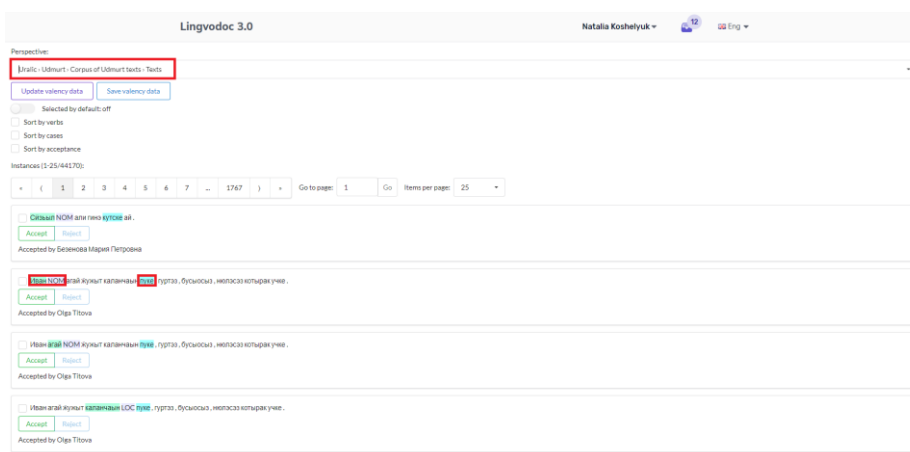 Lingvodoc 3.0
Natalia Koshelyuk
12
Eng
Perspective:
Uralic › Udmurt › Corpus of Udmurt texts › Texts
Update valency data Save valency data
Selected by default: off
Sort by verbs
Sort by cases
Sort by acceptance
Instances (1-25/44170):
« ⟨ 1 2 3 4 5 6 7 ... 1767 ⟩ » Go to page: 1 Go Items per page: 25
Сӥзьыл NOM али гинэ кутске ай .
Accept Reject
Accepted by Безенова Мария Петровна
Иван NOM агай жужыт каланчаын пуке , гуртэз , бусыосыз , нюлэсэз котырак учке .
Accept Reject
Accepted by Olga Titova
Иван агай NOM жужыт каланчаын пуке , гуртэз , бусыосыз , нюлэсэз котырак учке .
Accept Reject
Accepted by Olga Titova
Иван агай жужыт каланчаын LOC пуке , гуртэз , бусыосыз , нюлэсэз котырак учке .
Accept Reject
Accepted by Olga Titova